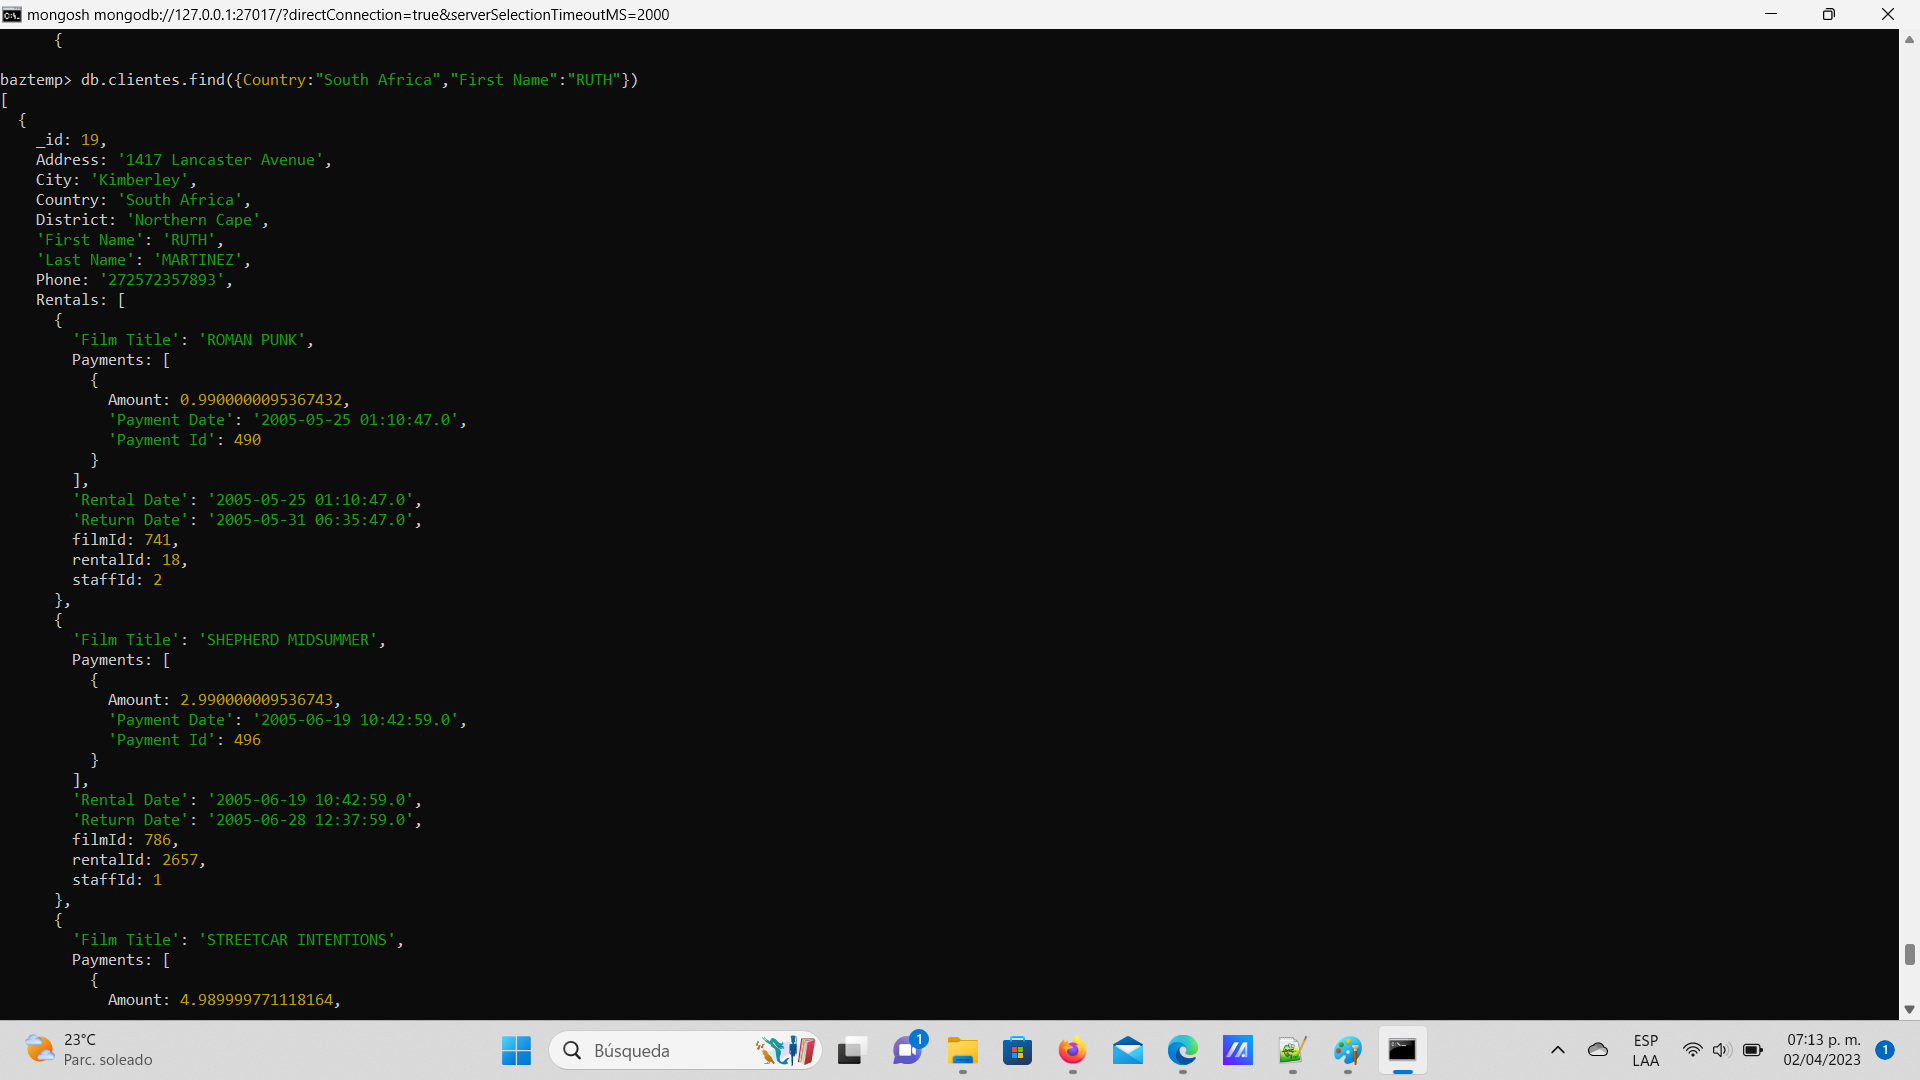 mongosh mongodb://127.0.0.1:27017/?directConnection=true&serverSelectionTimeoutMS=2000
{
baztemp> db.clientes.find({Country:"South Africa","First Name":"RUTH"})
[
{
_id: 19,
Address: '1417 Lancaster Avenue',
City: 'Kimberley',
Country: 'South Africa',
District: 'Northern Cape',
'First Name': 'RUTH',
'Last Name': 'MARTINEZ',
Phone: '272572357893',
Rentals: [
{
'Film Title': 'ROMAN PUNK',
Payments: [
{
Amount: 0.9900000095367432,
'Payment Date': '2005-05-25 01:10:47.0',
'Payment Id': 490
}
],
'Rental Date': '2005-05-25 01:10:47.0',
'Return Date': '2005-05-31 06:35:47.0',
filmId: 741,
rentalId: 18,
staffId: 2
},
{
'Film Title': 'SHEPHERD MIDSUMMER',
Payments: [
{
Amount: 2.990000009536743,
'Payment Date': '2005-06-19 10:42:59.0',
'Payment Id': 496
}
],
'Rental Date': '2005-06-19 10:42:59.0',
'Return Date': '2005-06-28 12:37:59.0',
filmId: 786,
rentalId: 2657,
staffId: 1
},
{
'Film Title': 'STREETCAR INTENTIONS',
Payments: [
{
Amount: 4.989999771118164,
23°C
Parc. soleado
Búsqueda
1
ESP
LAA
07:13 p. m.
02/04/2023
1